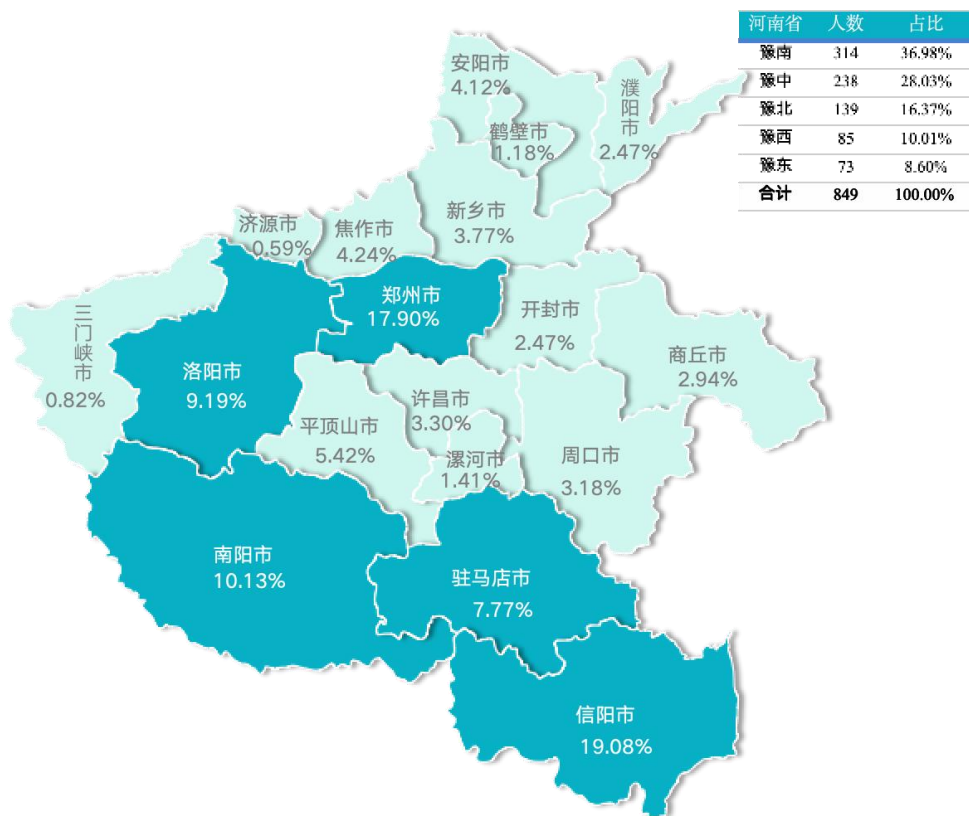 河南省 人数 占比
豫南 314 36.98%
豫中 238 28.03%
豫北 139 16.37%
豫西 85 10.01%
豫东 73 8.60%
合计 849 100.00%
安阳市
4.12%
濮阳市
2.47%
鹤壁市
1.18%
新乡市
3.77%
济源市
0.59%
焦作市
4.24%
郑州市
17.90%
开封市
2.47%
三门峡市
0.82%
洛阳市
9.19%
商丘市
2.94%
许昌市
3.30%
平顶山市
5.42%
漯河市
1.41%
周口市
3.18%
南阳市
10.13%
驻马店市
7.77%
信阳市
19.08%